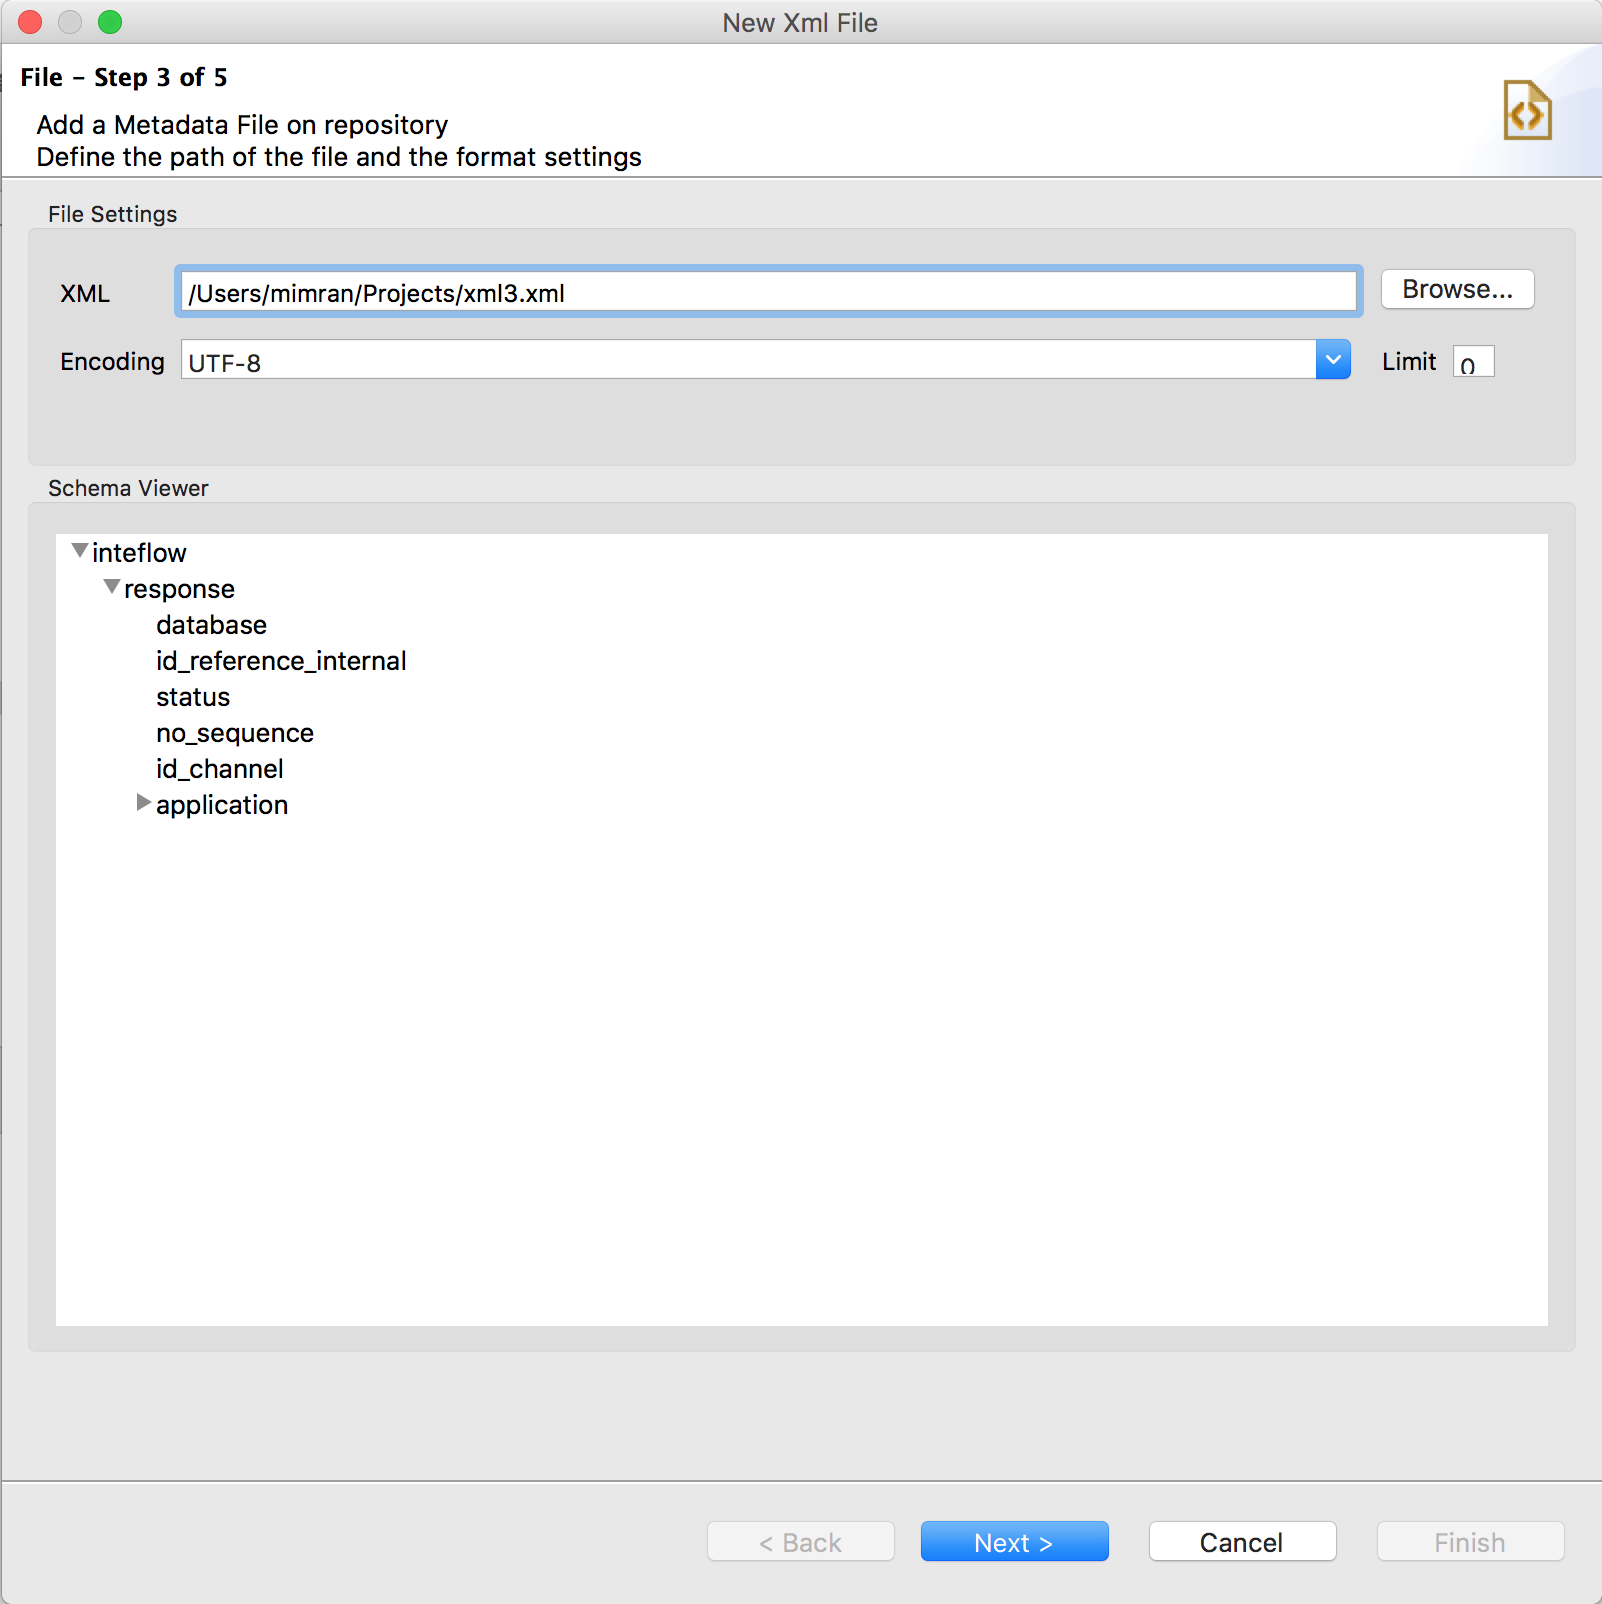 New Xml File
File - Step 3 of 5
Add a Metadata File on repository
Define the path of the file and the format settings
File Settings
XML /Users/mimran/Projects/xml3.xml Browse...
Encoding UTF-8 Limit 0
Schema Viewer
inteflow
response
database
id_reference_internal
status
no_sequence
id_channel
application
< Back Next > Cancel Finish